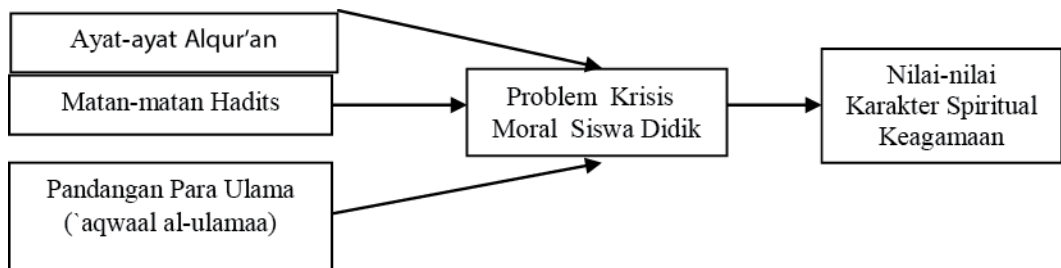 Ayat-ayat Alqur'an
Matan-matan Hadits
Pandangan Para Ulama
(`aqwaal al-ulamaa)
Problem Krisis
Moral Siswa Didik
Nilai-nilai
Karakter Spiritual
Keagamaan